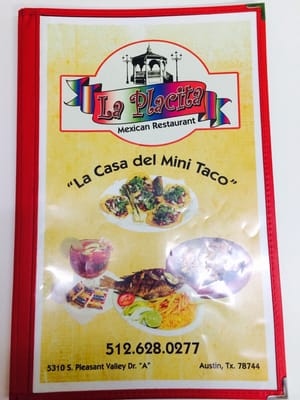 La Placita
Mexican Restaurant
"La Casa del Mini Taco"
512.628.0277
5310 S. Pleasant Valley Dr. "A" Austin, Tx. 78744